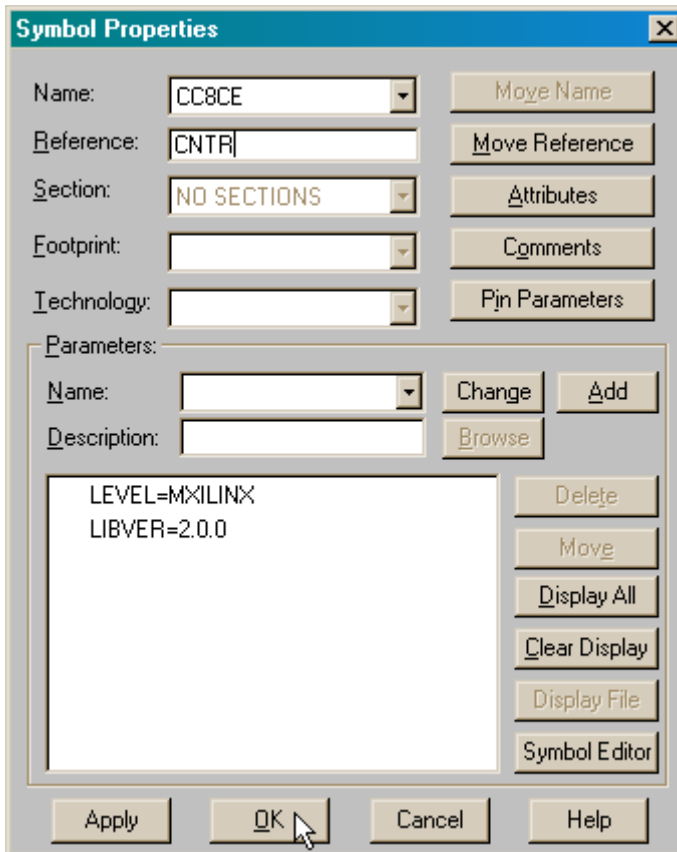 Symbol Properties
Name: CC8CE Move Name
Reference: CNTR Move Reference
Section: NO SECTIONS Attributes
Footprint: Comments
Technology: Pin Parameters
Parameters:
Name: Change Add
Description: Browse
LEVEL=MXILINX Delete
LIBVER=2.0.0
Move
Display All
Clear Display
Display File
Symbol Editor
Apply OK Cancel Help